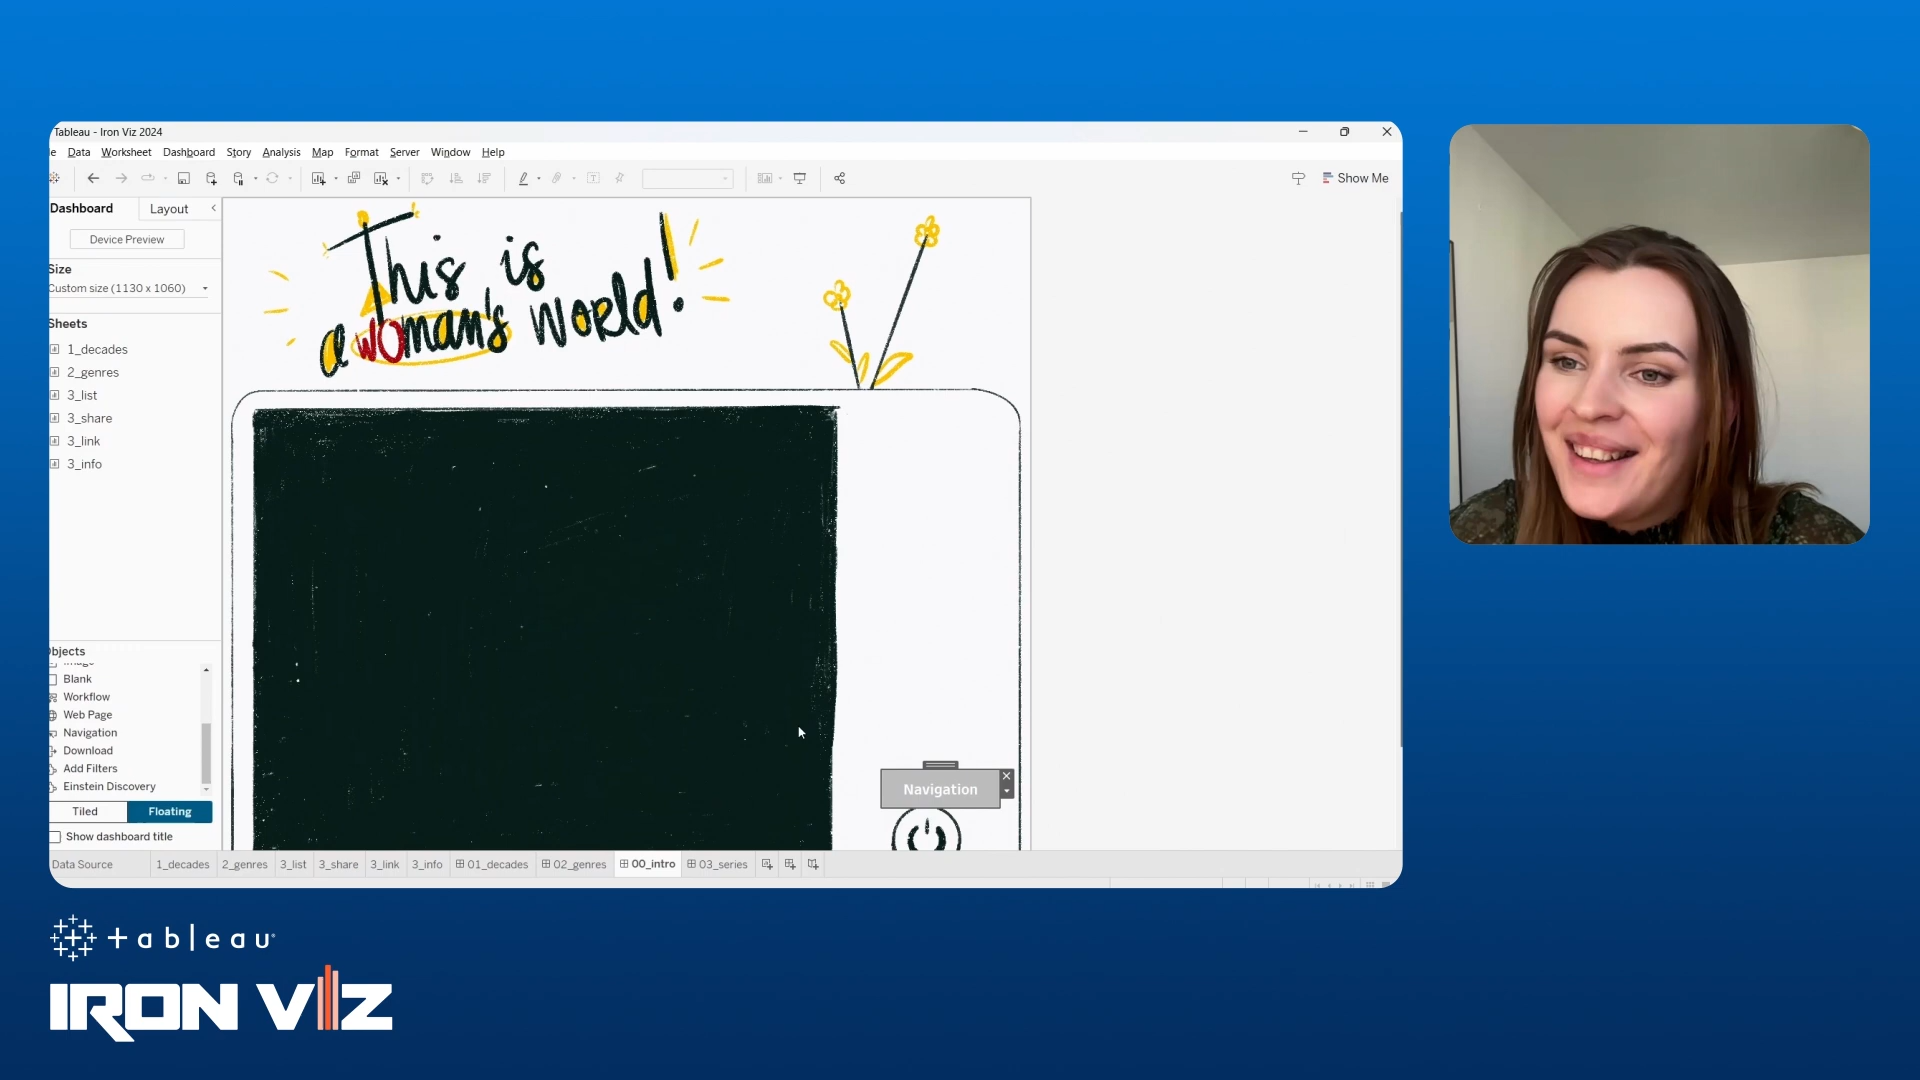 Tableau - Iron Viz 2024
Data Worksheet Dashboard Story Analysis Map Format Server Window Help
Show Me
Dashboard Layout
Device Preview
Size
Custom size (1130 x 1060)
Sheets
1_decades
2_genres
3_list
3_share
3_link
3_info
Objects
Blank
Workflow
Web Page
Navigation
Download
Add Filters
Einstein Discovery
Tiled Floating
Show dashboard title
This is
a woman's world!
Navigation
Data Source 1_decades 2_genres 3_list 3_share 3_link 3_info 01_decades 02_genres 00_intro 03_series
+ableau
IRON VIZ